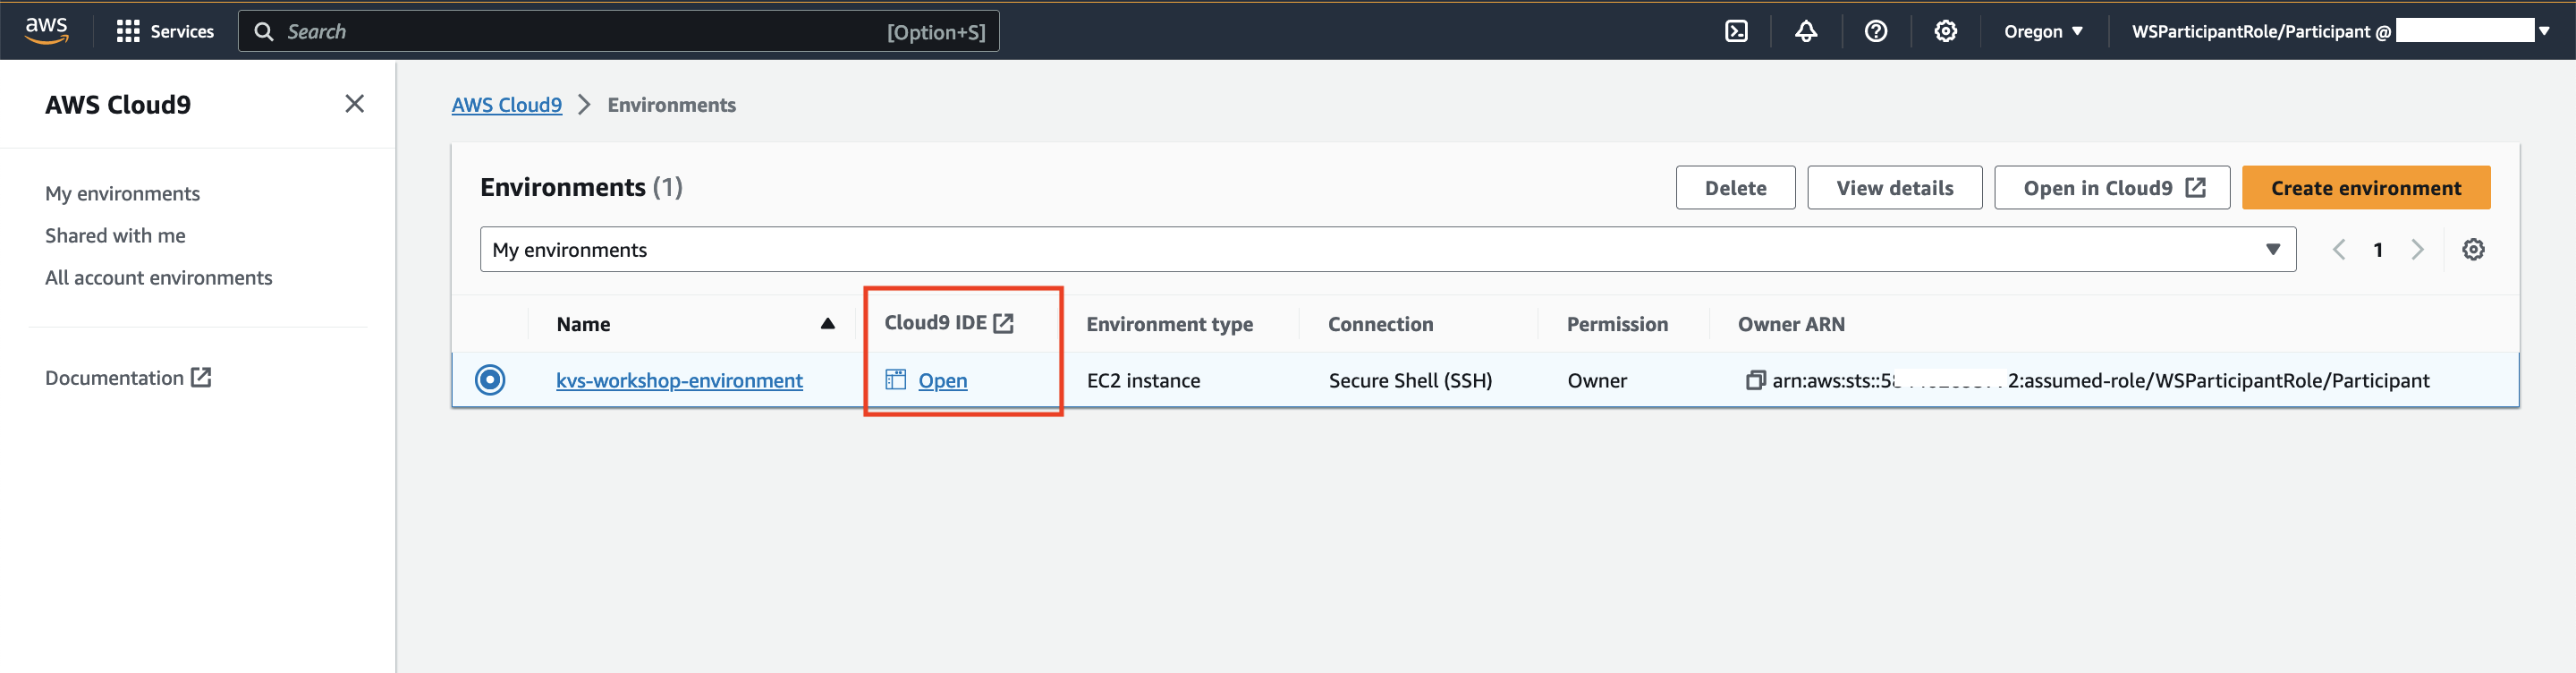 aws Services Search [Option+S] Oregon WSParticipantRole/Participant @
AWS Cloud9
My environments
Shared with me
All account environments
Documentation
AWS Cloud9 Environments
Environments (1) Delete View details Open in Cloud9 Create environment
My environments 1
Name Cloud9 IDE Environment type Connection Permission Owner ARN
kvs-workshop-environment Open EC2 instance Secure Shell (SSH) Owner arn:aws:sts::58 2:assumed-role/WSParticipantRole/Participant